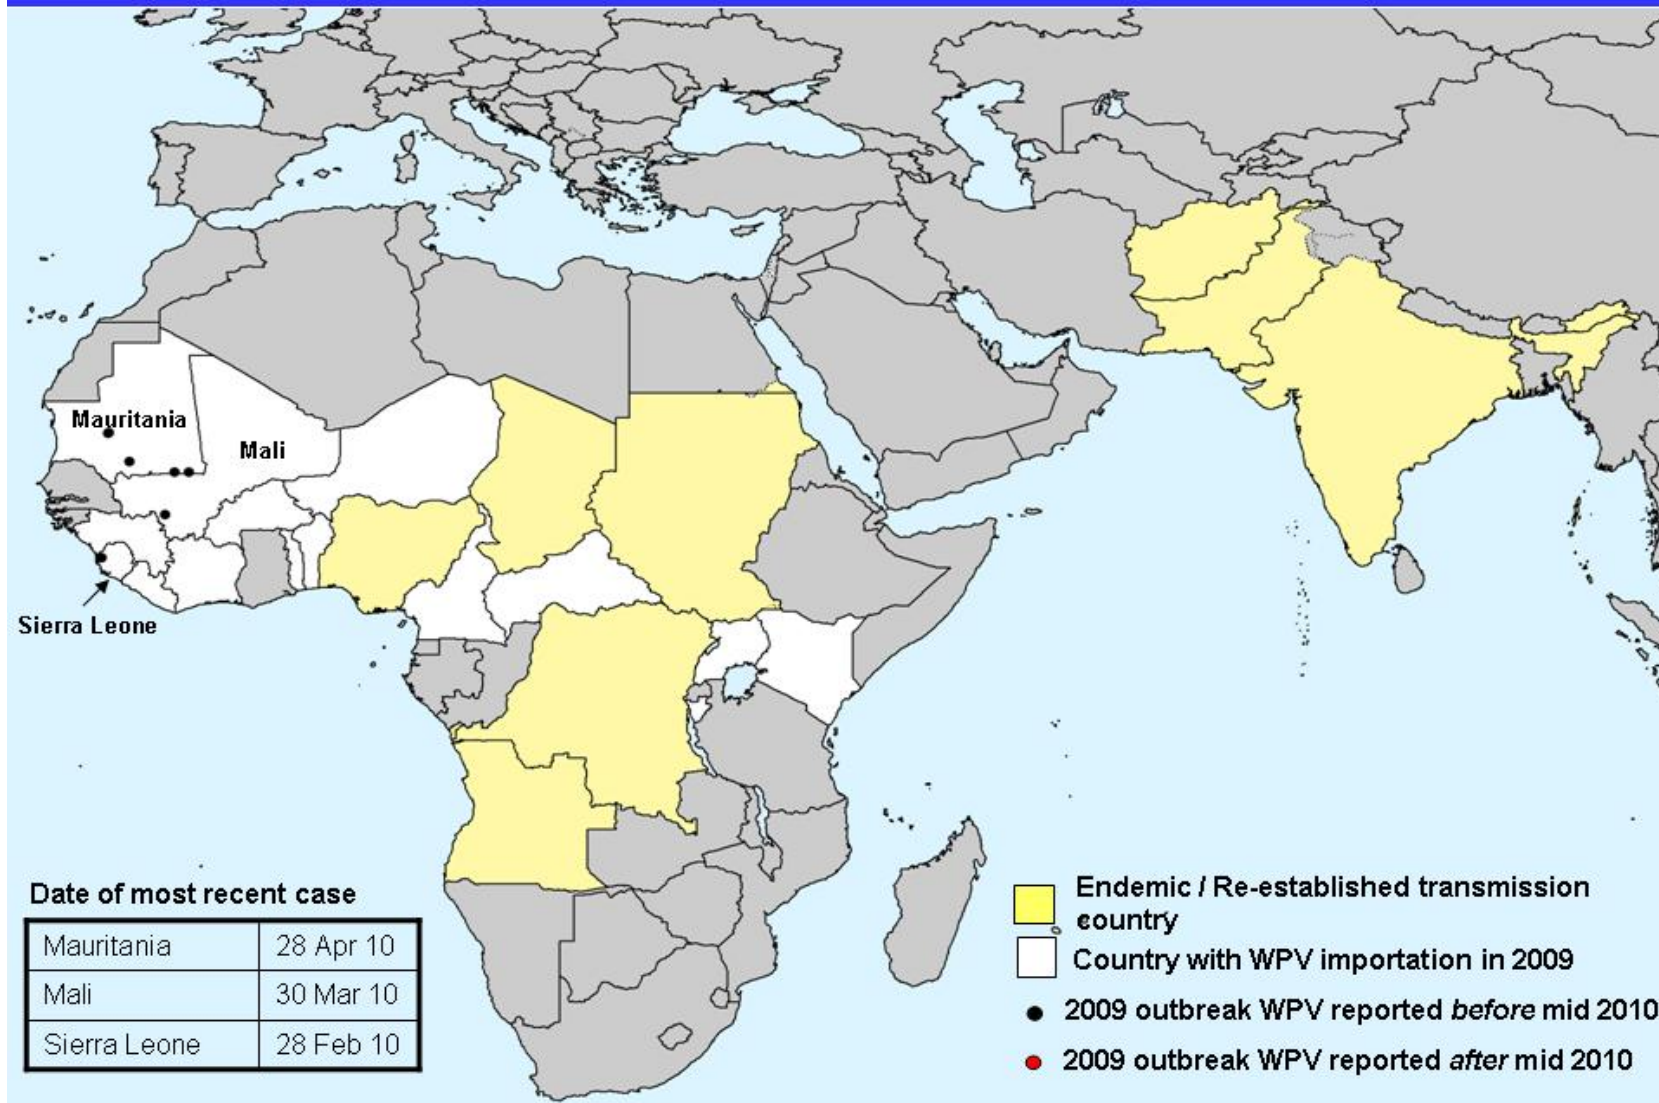 Mauritania
Mali
Sierra Leone
Date of most recent case
Mauritania 28 Apr 10
Mali 30 Mar 10
Sierra Leone 28 Feb 10
Endemic / Re-established transmission
country
Country with WPV importation in 2009
2009 outbreak WPV reported before mid 2010
2009 outbreak WPV reported after mid 2010